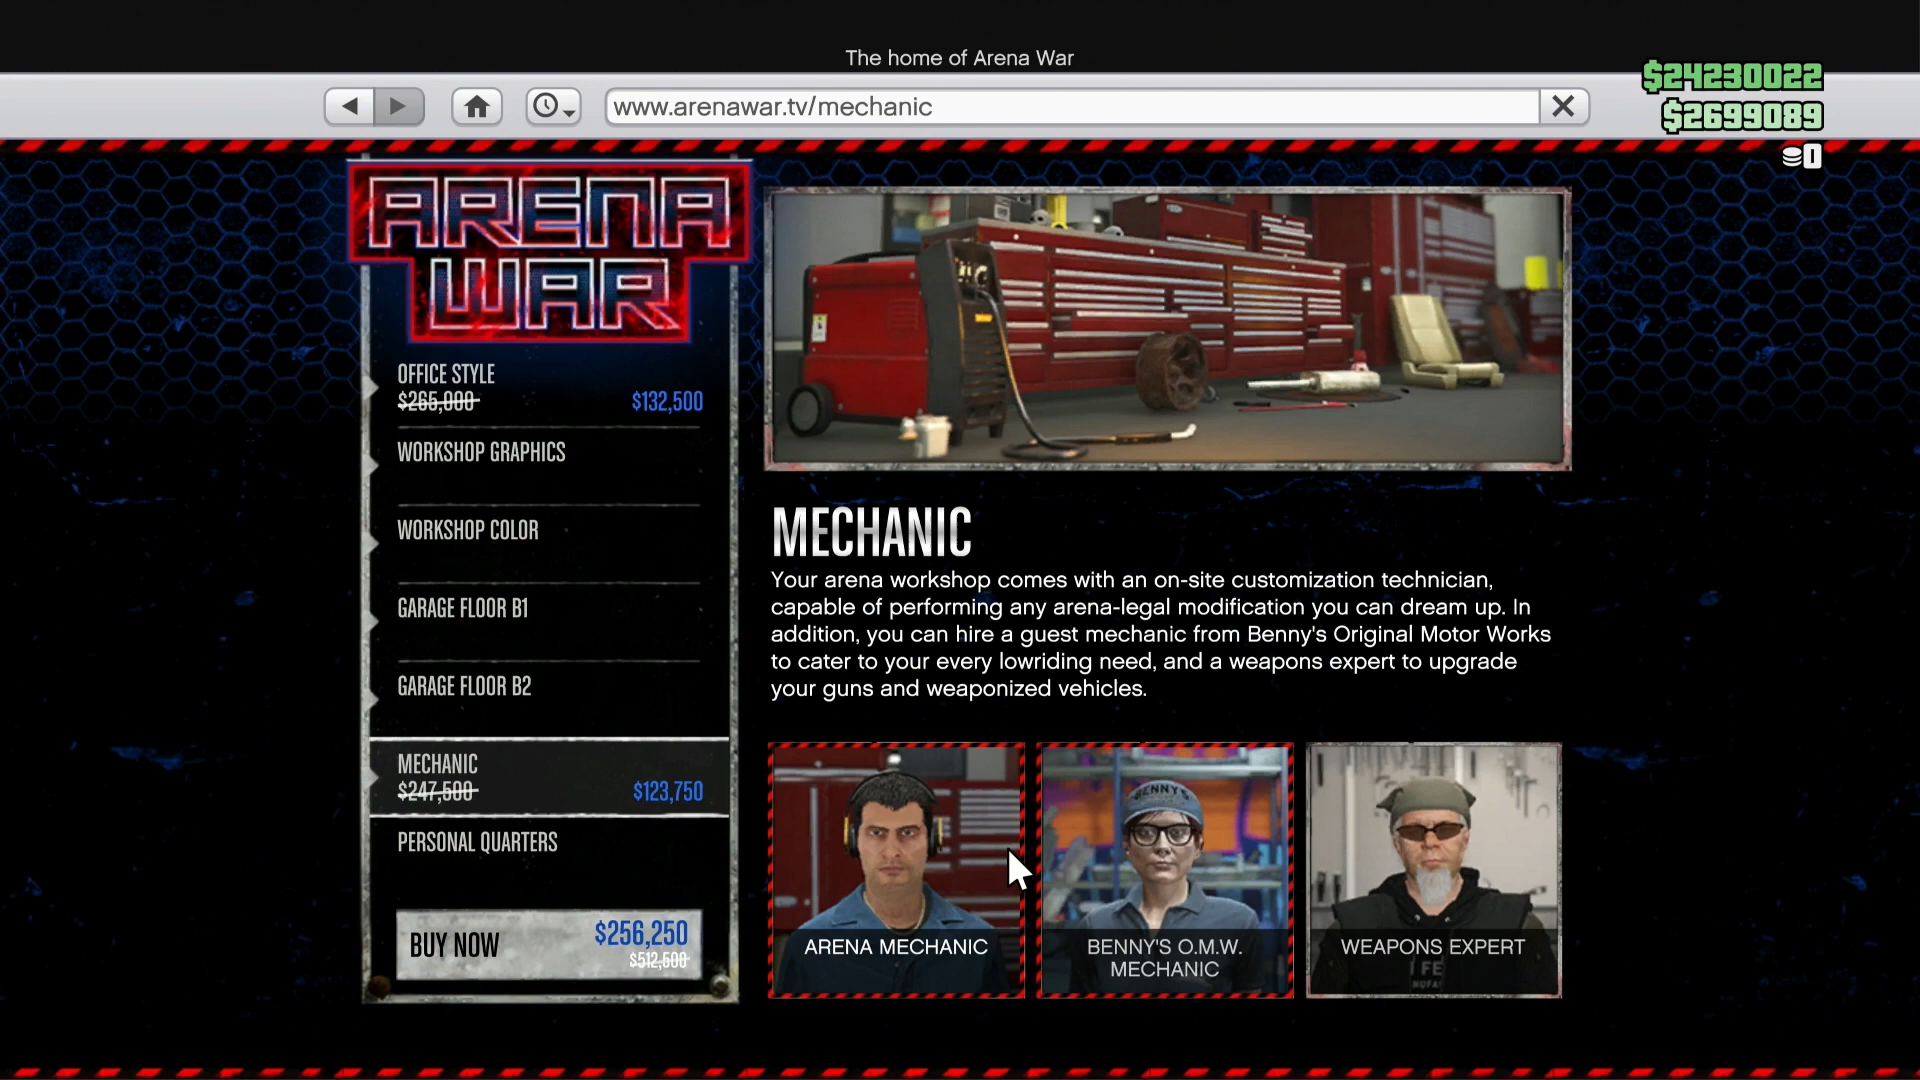 The home of Arena War
$24230022
www.arenawar.tv/mechanic
$2699089
0
ARENA
WAR
OFFICE STYLE
$265,000 $132,500
WORKSHOP GRAPHICS
WORKSHOP COLOR
GARAGE FLOOR B1
GARAGE FLOOR B2
MECHANIC
$247,500 $123,750
PERSONAL QUARTERS
BUY NOW $256,250
$512,500
MECHANIC
Your arena workshop comes with an on-site customization technician,
capable of performing any arena-legal modification you can dream up. In
addition, you can hire a guest mechanic from Benny's Original Motor Works
to cater to your every lowriding need, and a weapons expert to upgrade
your guns and weaponized vehicles.
BENNY'S
ARENA MECHANIC
BENNY'S O.M.W.
MECHANIC
WEAPONS EXPERT